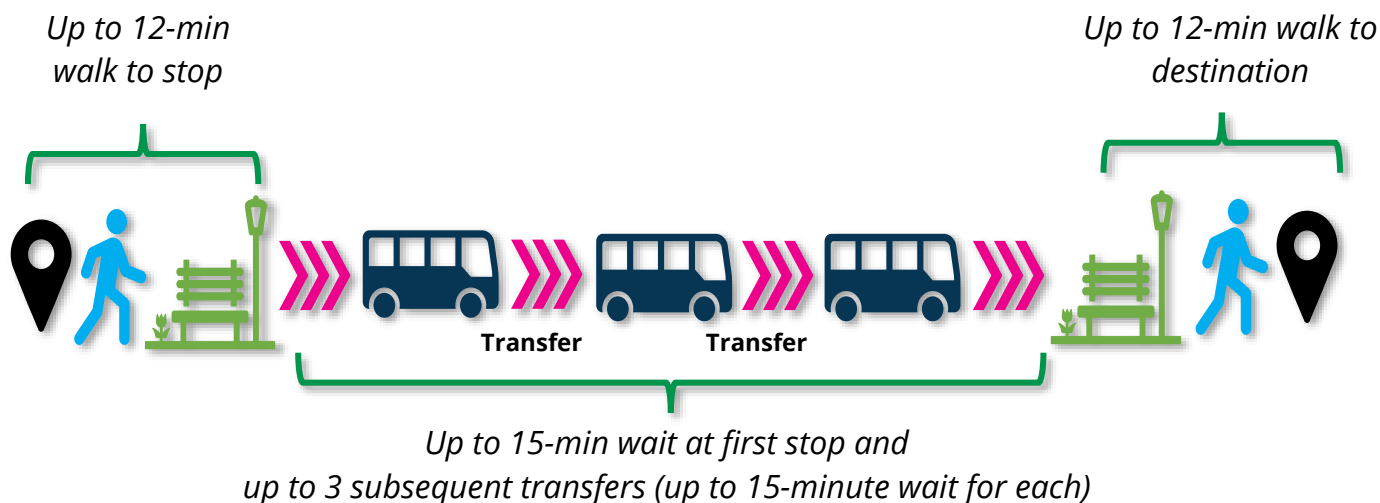 Up to 12-min
walk to stop
Up to 12-min walk to
destination
Transfer
Transfer
Up to 15-min wait at first stop and
up to 3 subsequent transfers (up to 15-minute wait for each)